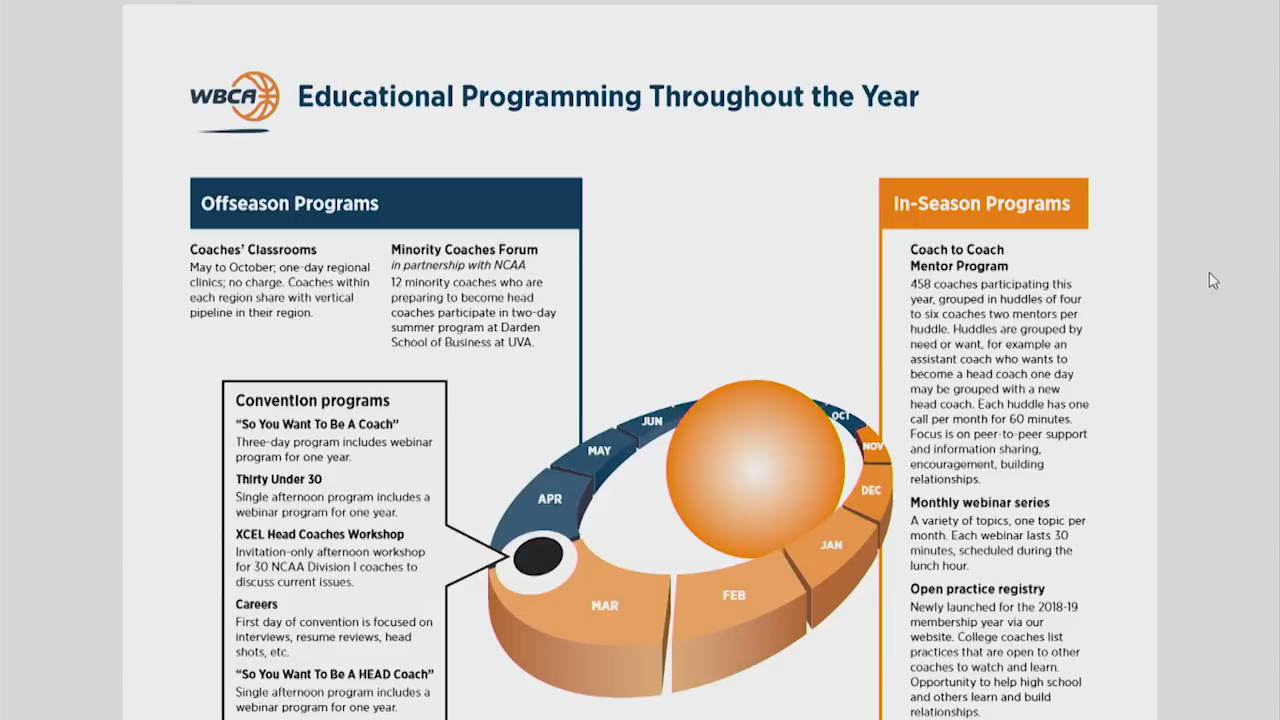 WBCA
Educational Programming Throughout the Year
Offseason Programs
Coaches' Classrooms
May to October; one-day regional
clinics; no charge. Coaches within
each region share with vertical
pipeline in their region.
Minority Coaches Forum
in partnership with NCAA
12 minority coaches who are
preparing to become head
coaches participate in two-day
summer program at Darden
School of Business at UVA.
Convention programs
"So You Want To Be A Coach"
Three-day program includes webinar
program for one year.
Thirty Under 30
Single afternoon program includes a
webinar program for one year.
XCEL Head Coaches Workshop
Invitation-only afternoon workshop
for 30 NCAA Division I coaches to
discuss current issues.
Careers
First day of convention is focused on
interviews, resume reviews, head
shots, etc.
"So You Want To Be A HEAD Coach"
Single afternoon program includes a
webinar program for one year.
JUN
MAY
APR
MAR
FEB
JAN
DEC
NOV
OCT
In-Season Programs
Coach to Coach
Mentor Program
458 coaches participating this
year, grouped in huddles of four
to six coaches two mentors per
huddle. Huddles are grouped by
need or want, for example an
assistant coach who wants to
become a head coach one day
may be grouped with a new
head coach. Each huddle has one
call per month for 60 minutes.
Focus is on peer-to-peer support
and information sharing,
encouragement, building
relationships.
Monthly webinar series
A variety of topics, one topic per
month. Each webinar lasts 30
minutes, scheduled during the
lunch hour.
Open practice registry
Newly launched for the 2018-19
membership year via our
website. College coaches list
practices that are open to other
coaches to watch and learn.
Opportunity to help high school
and others learn and build
relationships.